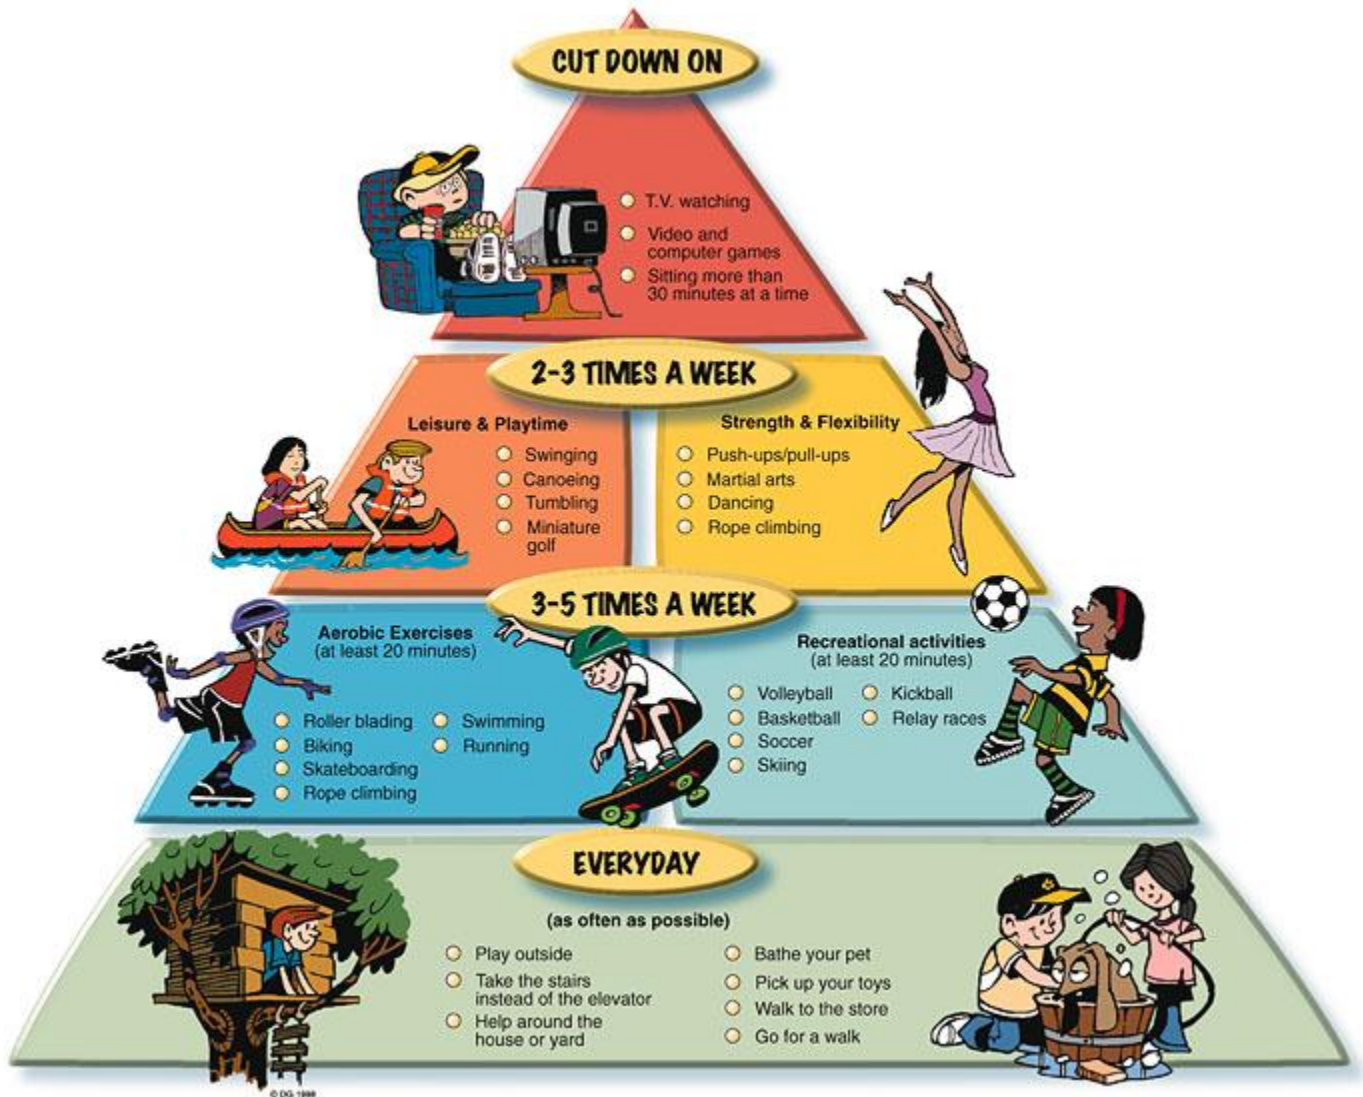 CUT DOWN ON
T.V. watching
Video and
computer games
Sitting more than
30 minutes at a time
2-3 TIMES A WEEK
Leisure & Playtime
Swinging
Canoeing
Tumbling
Miniature
golf
Strength & Flexibility
Push-ups/pull-ups
Martial arts
Dancing
Rope climbing
3-5 TIMES A WEEK
Aerobic Exercises
(at least 20 minutes)
Roller blading
Biking
Skateboarding
Rope climbing
Swimming
Running
Recreational activities
(at least 20 minutes)
Volleyball
Basketball
Soccer
Skiing
Kickball
Relay races
EVERYDAY
(as often as possible)
Play outside
Take the stairs
instead of the elevator
Help around the
house or yard
Bathe your pet
Pick up your toys
Walk to the store
Go for a walk
© DG 1998